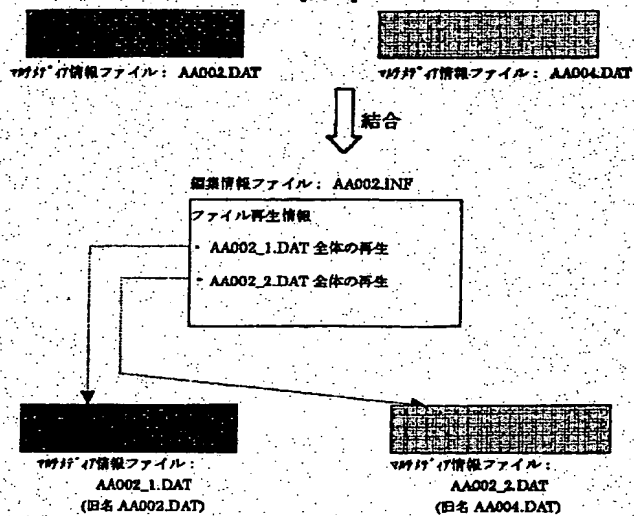 マルチメディア情報ファイル： AA002.DAT
マルチメディア情報ファイル： AA004.DAT
結合
編集情報ファイル： AA002.INF
ファイル再生情報
・ AA002_1.DAT 全体の再生
・ AA002_2.DAT 全体の再生
マルチメディア情報ファイル：
AA002_1.DAT
(旧名 AA002.DAT)
マルチメディア情報ファイル：
AA002_2.DAT
(旧名 AA004.DAT)